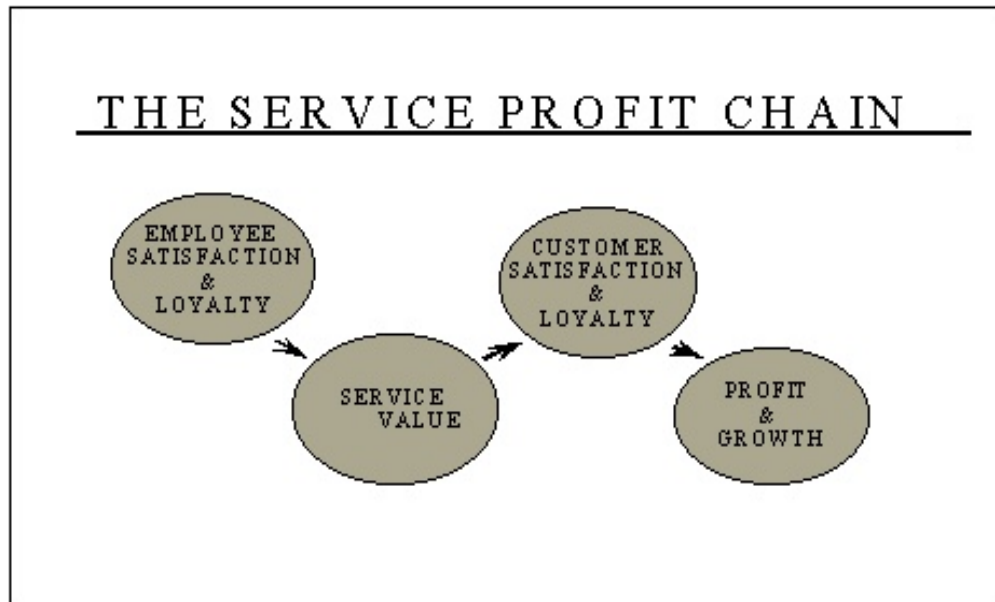 THE SERVICE PROFIT CHAIN
EMPLOYEE
SATISFACTION
&
LOYALTY
SERVICE
VALUE
CUSTOMER
SATISFACTION
&
LOYALTY
PROFIT
&
GROWTH